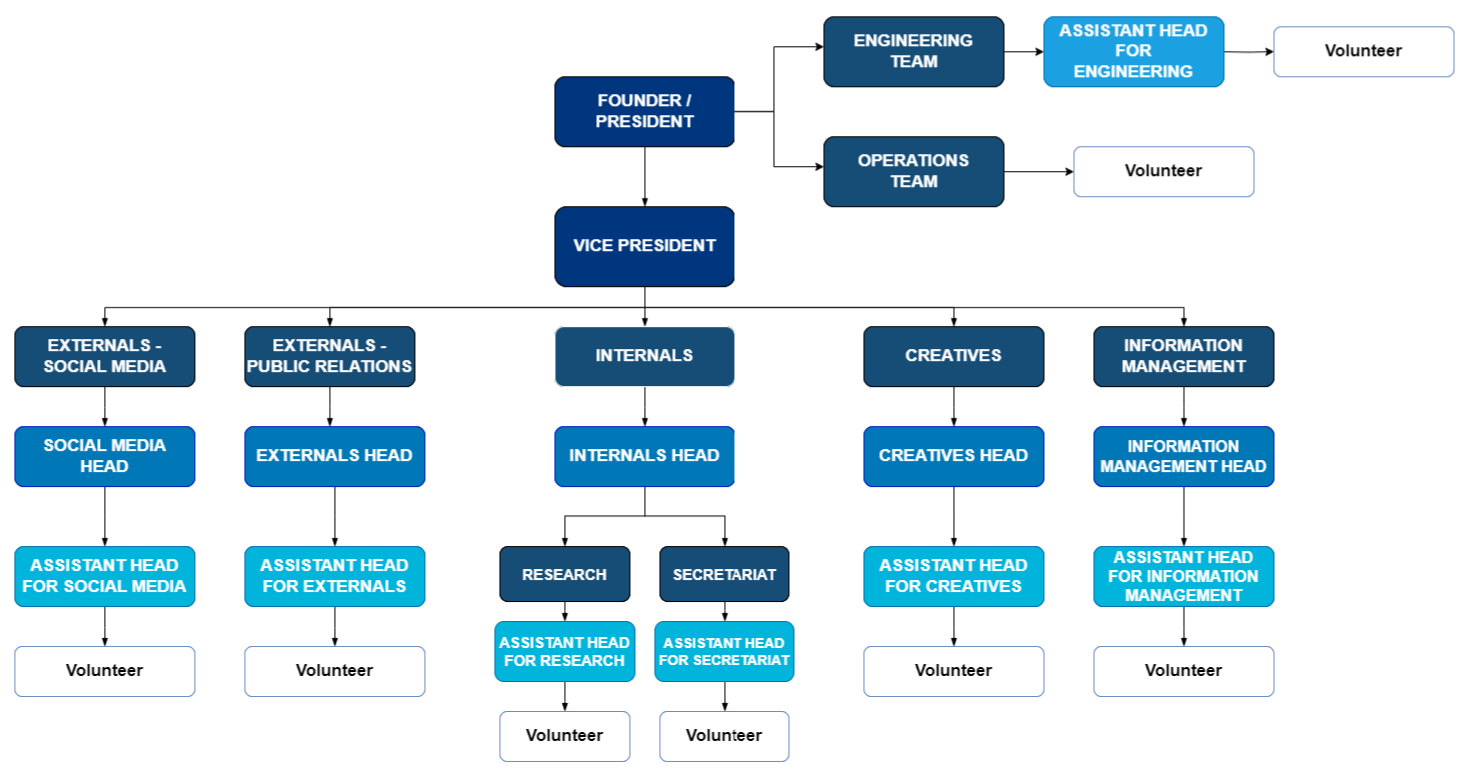 ENGINEERING
TEAM
ASSISTANT HEAD
FOR
ENGINEERING
Volunteer
FOUNDER /
PRESIDENT
OPERATIONS
TEAM
Volunteer
VICE PRESIDENT
EXTERNALS -
SOCIAL MEDIA
EXTERNALS -
PUBLIC RELATIONS
INTERNALS
CREATIVES
INFORMATION
MANAGEMENT
SOCIAL MEDIA
HEAD
EXTERNALS HEAD
INTERNALS HEAD
CREATIVES HEAD
INFORMATION
MANAGEMENT HEAD
ASSISTANT HEAD
FOR SOCIAL MEDIA
ASSISTANT HEAD
FOR EXTERNALS
RESEARCH
SECRETARIAT
ASSISTANT HEAD
FOR CREATIVES
ASSISTANT HEAD
FOR INFORMATION
MANAGEMENT
ASSISTANT HEAD
FOR RESEARCH
ASSISTANT HEAD
FOR SECRETARIAT
Volunteer
Volunteer
Volunteer
Volunteer
Volunteer
Volunteer